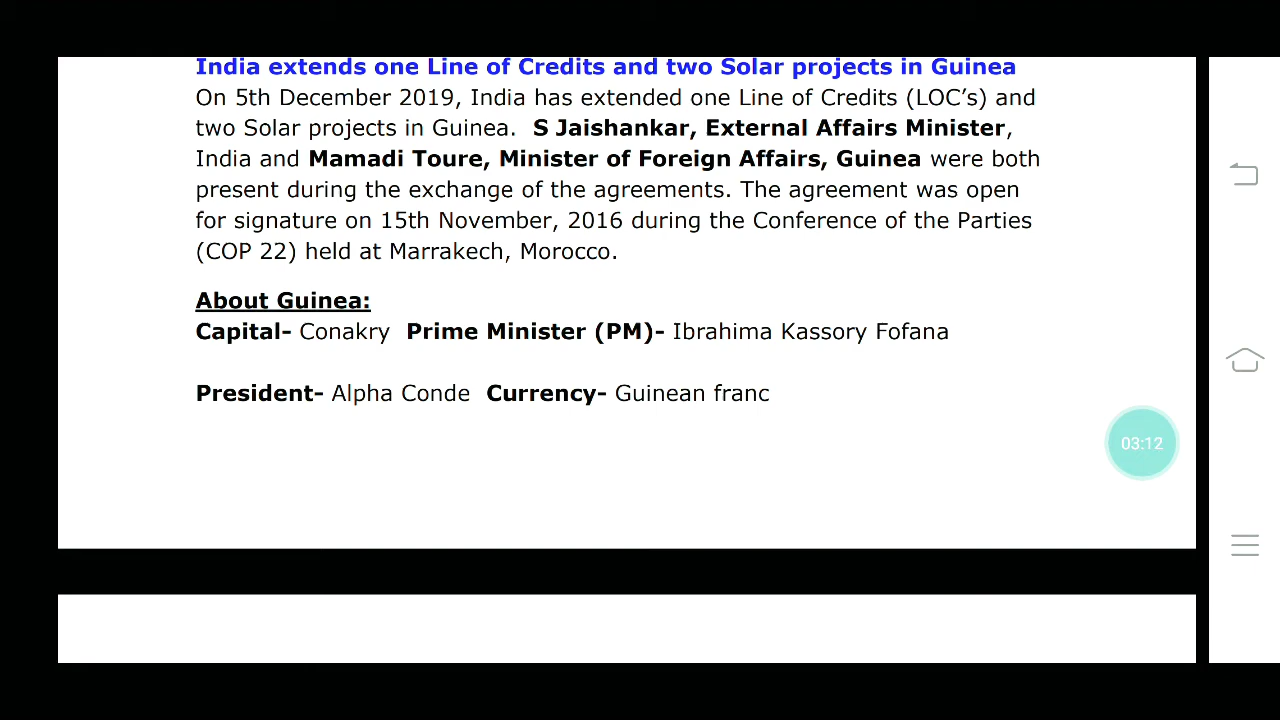 India extends one Line of Credits and two Solar projects in Guinea
On 5th December 2019, India has extended one Line of Credits (LOC’s) and
two Solar projects in Guinea.  S Jaishankar, External Affairs Minister,
India and Mamadi Toure, Minister of Foreign Affairs, Guinea were both
present during the exchange of the agreements. The agreement was open
for signature on 15th November, 2016 during the Conference of the Parties
(COP 22) held at Marrakech, Morocco.
About Guinea:
Capital- Conakry  Prime Minister (PM)- Ibrahima Kassory Fofana
President- Alpha Conde  Currency- Guinean franc
03:12